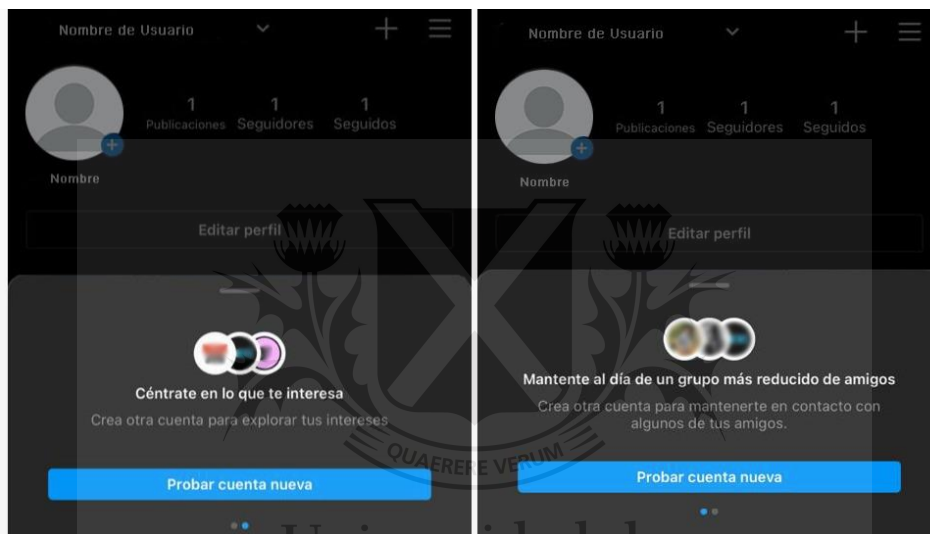 Nombre de Usuario
1 1 1
Publicaciones Seguidores Seguidos
Nombre
Editar perfil
Céntrate en lo que te interesa
Crea otra cuenta para explorar tus intereses
Probar cuenta nueva
Nombre de Usuario
1 1 1
Publicaciones Seguidores Seguidos
Nombre
Editar perfil
Mantente al día de un grupo más reducido de amigos
Crea otra cuenta para mantenerte en contacto con
algunos de tus amigos.
Probar cuenta nueva
QUAERERE VERUM